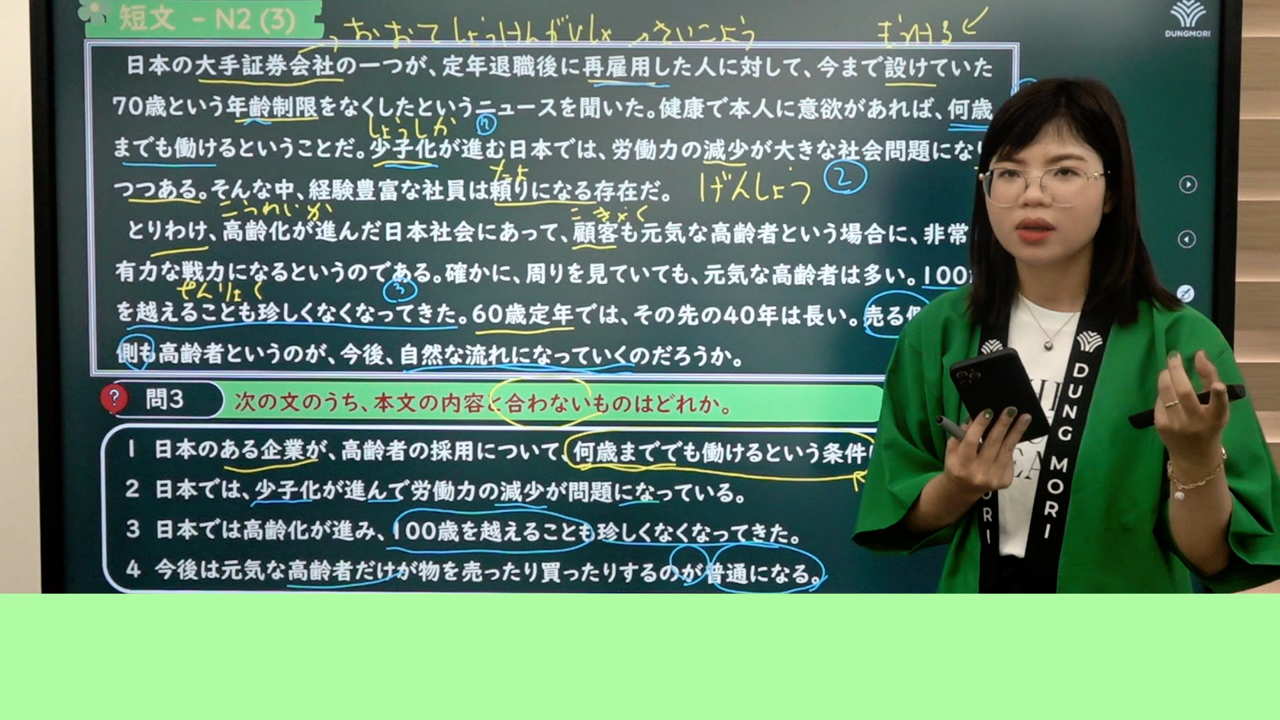 短文 - N2 (3)
おおてしょうけんがいしゃ さいこよう もうける
DUNGMORI
日本の大手証券会社の一つが、定年退職後に再雇用した人に対して、今まで設けていた
70歳という年齢制限をなくしたというニュースを聞いた。健康で本人に意欲があれば、何歳
しょうしか ①
までも働けるということだ。少子化が進む日本では、労働力の減少が大きな社会問題になり
たよ げんしょう ②
つつある。そんな中、経験豊富な社員は頼りになる存在だ。
こうれいか こきゃく
とりわけ、高齢化が進んだ日本社会にあって、顧客も元気な高齢者という場合に、非常
有力な戦力になるというのである。確かに、周りを見ていても、元気な高齢者は多い。100
せんりょく ③
を越えることも珍しくなくなってきた。60歳定年では、その先の40年は長い。売る
側も高齢者というのが、今後、自然な流れになっていくのだろうか。
? 問3 次の文のうち、本文の内容と合わないものはどれか。
1 日本のある企業が、高齢者の採用について、何歳まででも働けるという条件
2 日本では、少子化が進んで労働力の減少が問題になっている。
3 日本では高齢化が進み、100歳を越えることも珍しくなくなってきた。
4 今後は元気な高齢者だけが物を売ったり買ったりするのが普通になる。
DUNG MORI